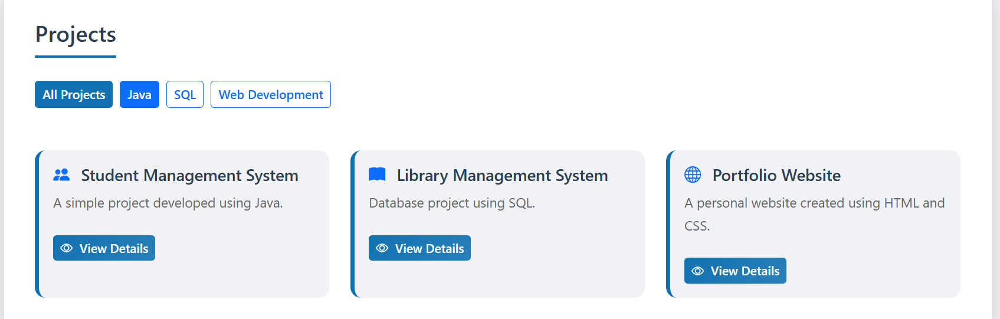 Projects
All Projects
Java
SQL
Web Development
Student Management System
A simple project developed using Java.
View Details
Library Management System
Database project using SQL.
View Details
Portfolio Website
A personal website created using HTML and
CSS.
View Details